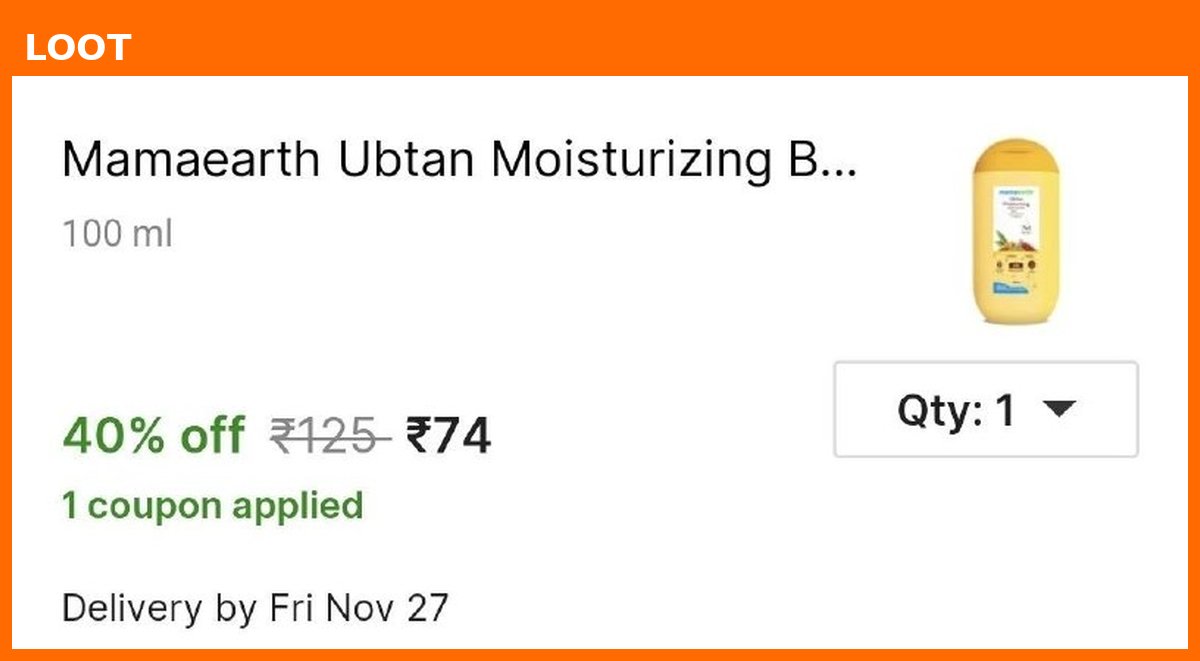 LOOT
Mamaearth Ubtan Moisturizing B...
100 ml
40% off ₹125 ₹74
Qty: 1
1 coupon applied
Delivery by Fri Nov 27
mamaearth